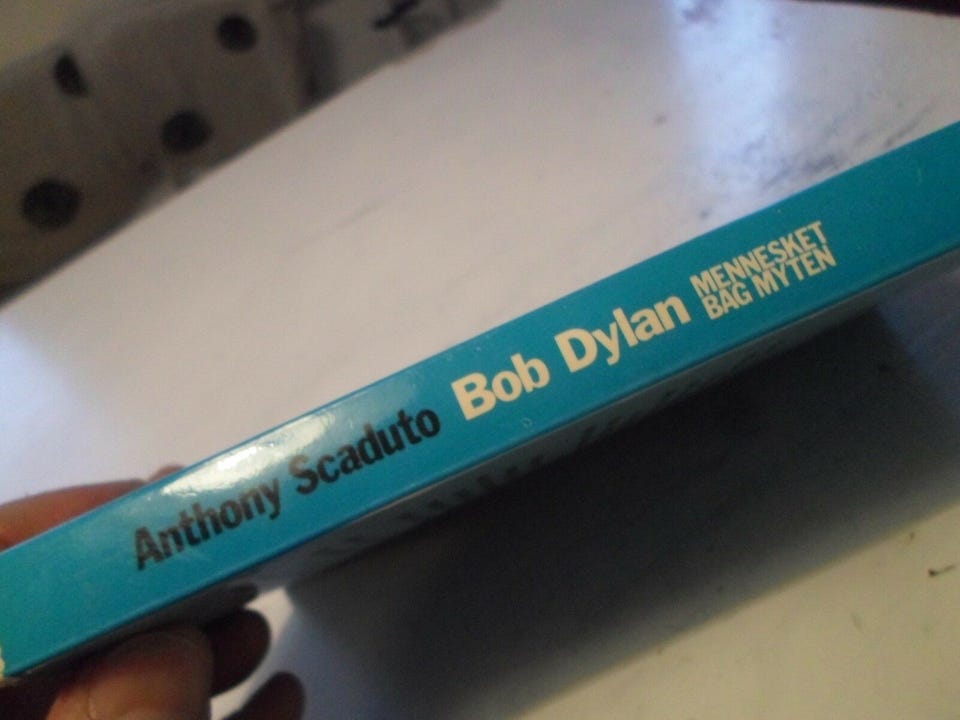 Anthony Scaduto Bob Dylan MENNESKET
BAG MYTEN